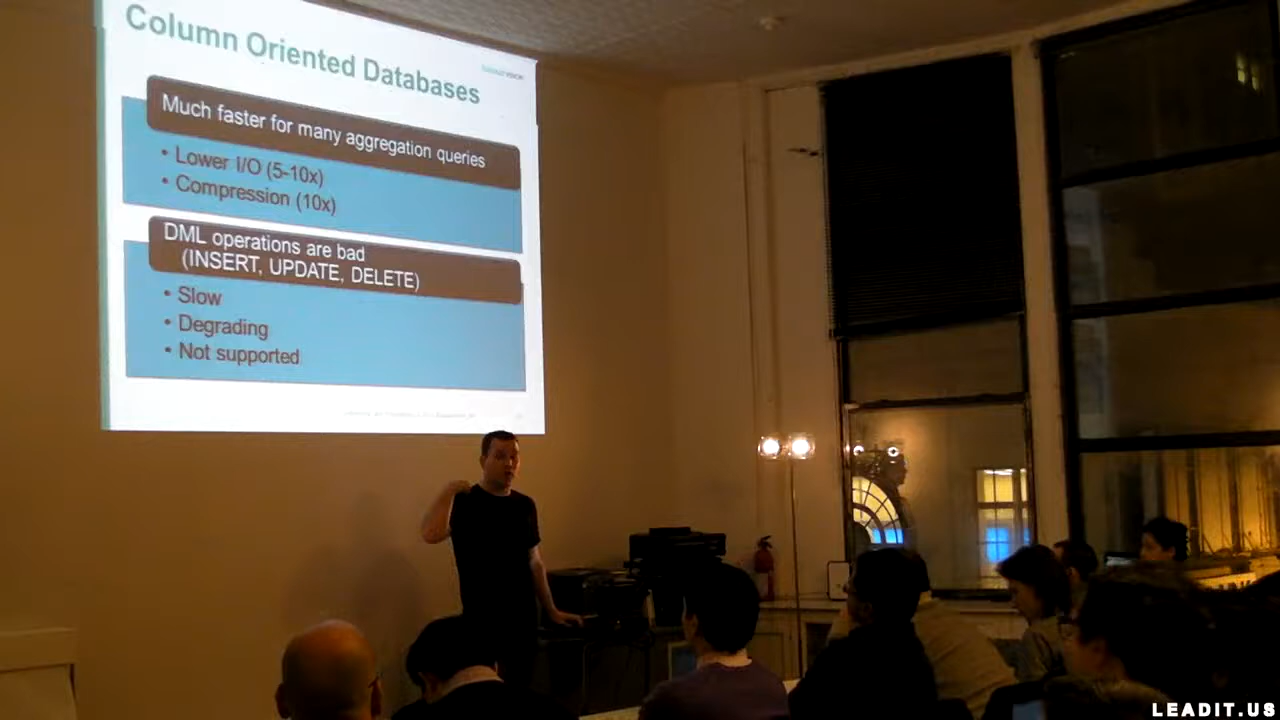 Column Oriented Databases
Much faster for many aggregation queries
• Lower I/O (5-10x)
• Compression (10x)
DML operations are bad
(INSERT, UPDATE, DELETE)
• Slow
• Degrading
• Not supported
LEADIT.US